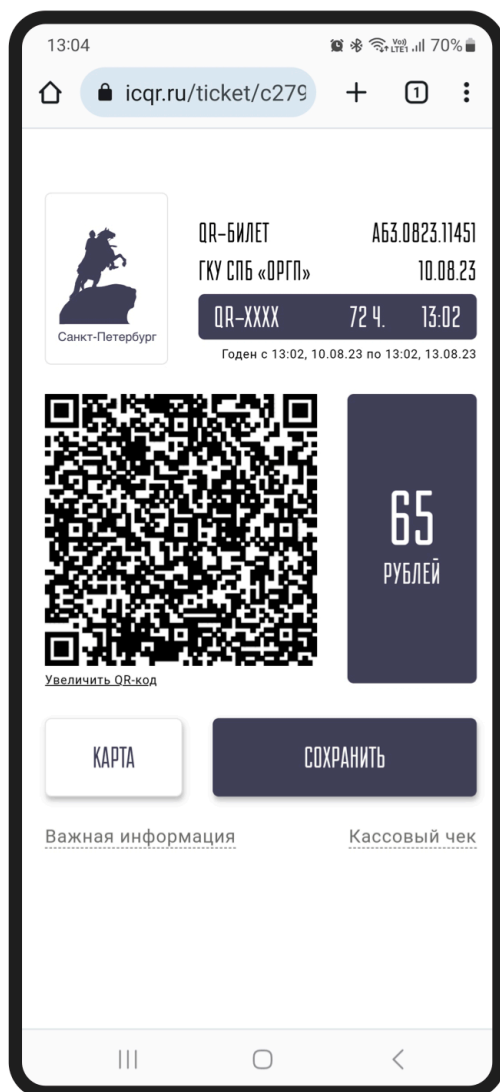 13:04 Vo)) LTE1 70%
icqr.ru/ticket/c279
1
Санкт-Петербург
QR-БИЛЕТ АБ3.0823.11451
ГКУ СПБ «ОРГП» 10.08.23
QR-XXXX 72 Ч. 13:02
Годен с 13:02, 10.08.23 по 13:02, 13.08.23
65
РУБЛЕЙ
Увеличить QR-код
КАРТА СОХРАНИТЬ
Важная информация Кассовый чек